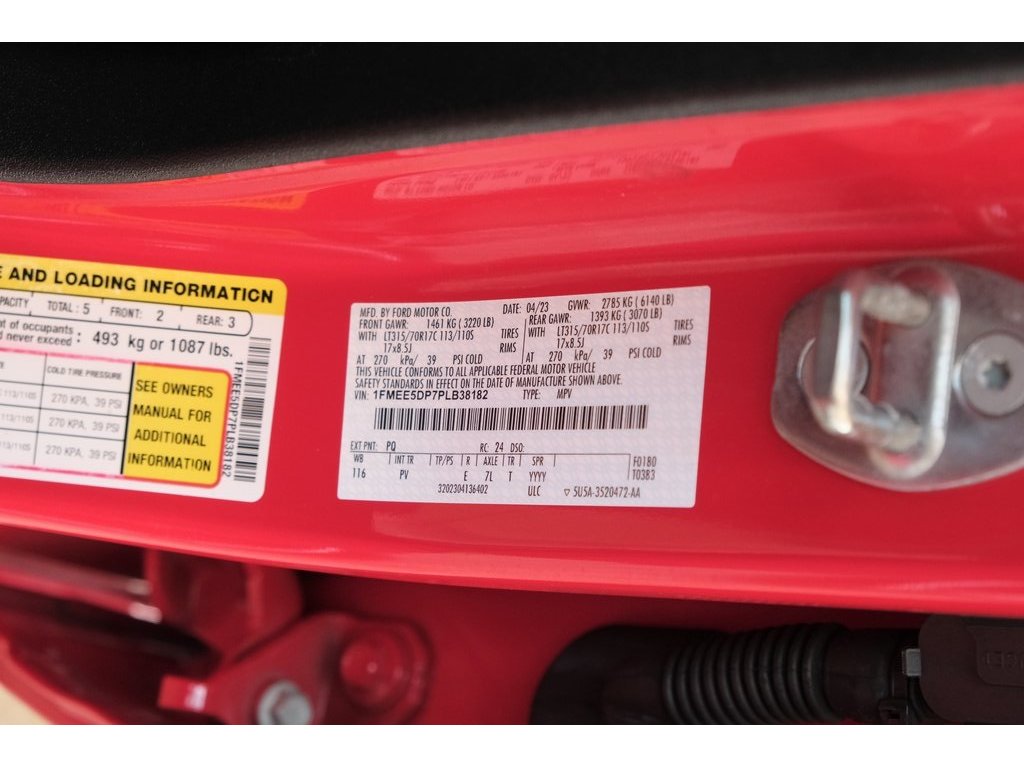 E AND LOADING INFORMATION
PACITY TOTAL : 5 FRONT: 2 REAR: 3
nt of occupants
d never exceed : 493 kg or 1087 lbs.
COLD TIRE PRESSURE
113/110S 270 KPA, 39 PSI
113/110S 270 KPA, 39 PSI
113/110S 270 KPA, 39 PSI
SEE OWNERS
MANUAL FOR
ADDITIONAL
INFORMATION
1FMEE5DP7PLB38182
MFD. BY FORD MOTOR CO. DATE: 04/23 GVWR: 2785 KG ( 6140 LB)
FRONT GAWR: 1461 KG ( 3220 LB) REAR GAWR: 1393 KG ( 3070 LB)
WITH LT315/70R17C 113/110S TIRES WITH LT315/70R17C 113/110S TIRES
17x8.5J RIMS 17x8.5J RIMS
AT 270 kPa/ 39 PSI COLD AT 270 kPa/ 39 PSI COLD
THIS VEHICLE CONFORMS TO ALL APPLICABLE FEDERAL MOTOR VEHICLE
SAFETY STANDARDS IN EFFECT ON THE DATE OF MANUFACTURE SHOWN ABOVE.
VIN: 1FMEE5DP7PLB38182 TYPE: MPV
EXT PNT: PQ RC: 24 DSO:
WB INT TR TP/PS R AXLE TR SPR F0180
116 PV E 7L T YYYY T0383
3202304136402 ULC ▽ 5U5A-3520472-AA